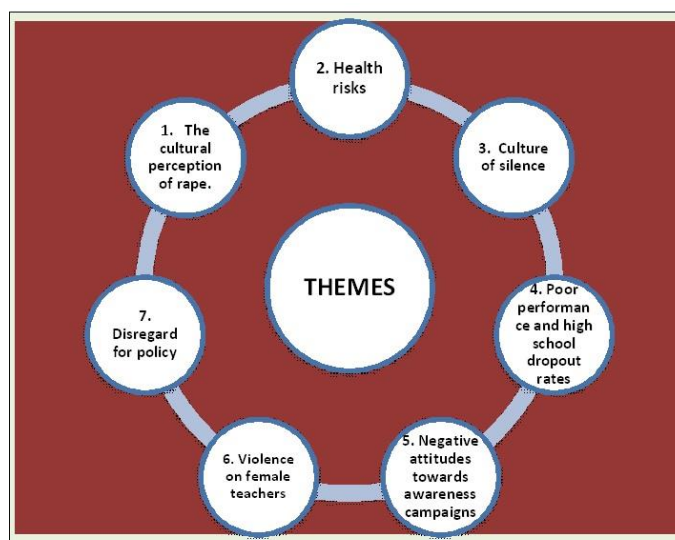 1. The
cultural
perception
of rape.
2. Health
risks
3. Culture
of silence
4. Poor
performan
ce and high
school
dropout
rates
5. Negative
attitudes
towards
awareness
campaigns
6. Violence
on female
teachers
7.
Disregard
for policy
THEMES